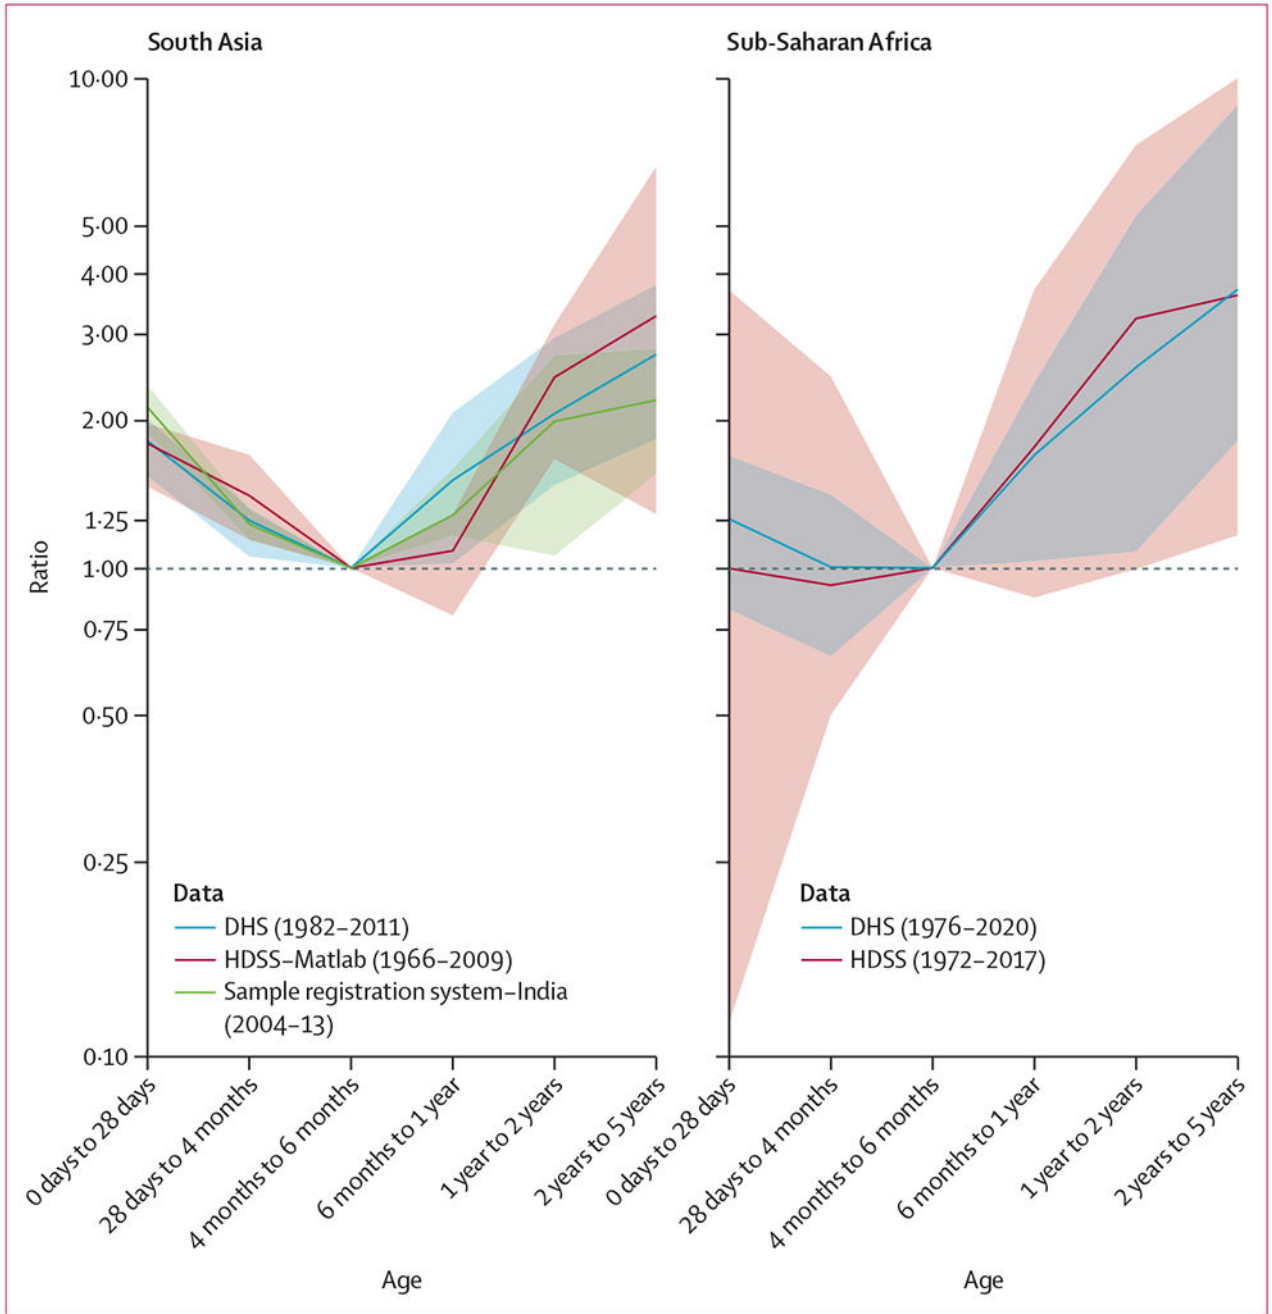 South Asia
Sub-Saharan Africa
10·00
5·00
4·00
3·00
2·00
1·25
1·00
0·75
0·50
0·25
0·10
Ratio
Data
DHS (1982–2011)
HDSS–Matlab (1966–2009)
Sample registration system–India
(2004–13)
Data
DHS (1976–2020)
HDSS (1972–2017)
0 days to 28 days
28 days to 4 months
4 months to 6 months
6 months to 1 year
1 year to 2 years
2 years to 5 years
0 days to 28 days
28 days to 4 months
4 months to 6 months
6 months to 1 year
1 year to 2 years
2 years to 5 years
Age
Age